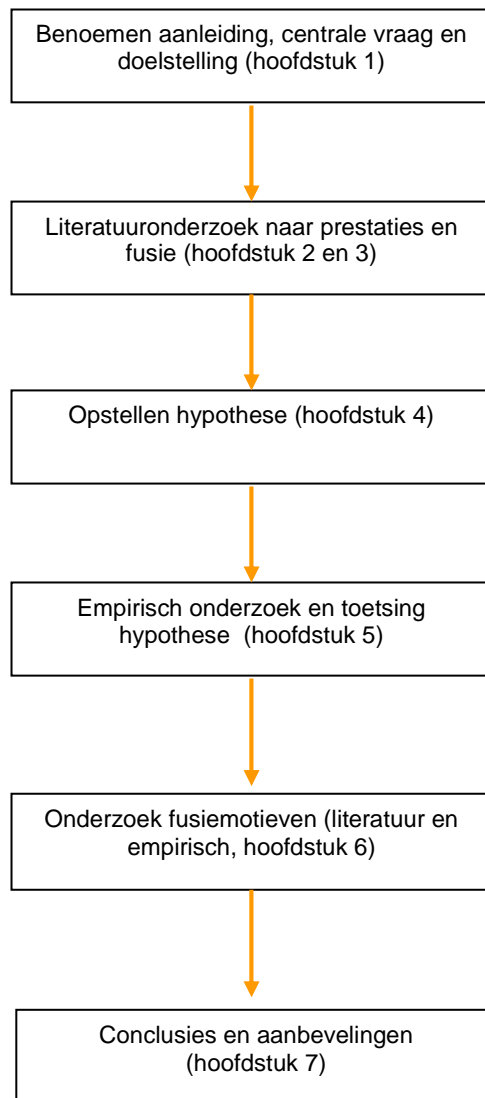 Benoemen aanleiding, centrale vraag en
doelstelling (hoofdstuk 1)
Literatuuronderzoek naar prestaties en
fusie (hoofdstuk 2 en 3)
Opstellen hypothese (hoofdstuk 4)
Empirisch onderzoek en toetsing
hypothese  (hoofdstuk 5)
Onderzoek fusiemotieven (literatuur en
empirisch, hoofdstuk 6)
Conclusies en aanbevelingen
(hoofdstuk 7)